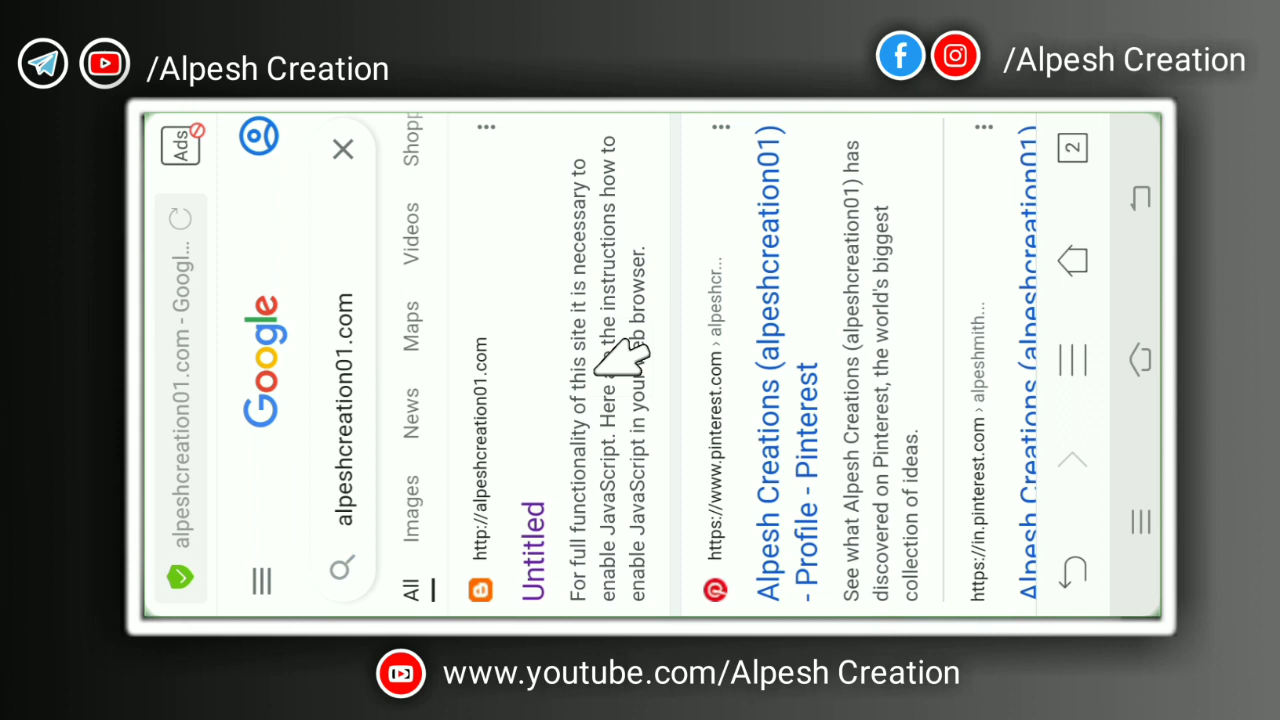 /Alpesh Creation
/Alpesh Creation
alpeshcreation01.com - Googl...
Ads
Google
alpeshcreation01.com
All Images News Maps Videos Shopp
http://alpeshcreation01.com
Untitled
For full functionality of this site it is necessary to
enable JavaScript. Here the instructions how to
enable JavaScript in your browser.
https://www.pinterest.com › alpeshcr...
Alpesh Creations (alpeshcreation01)
- Profile - Pinterest
See what Alpesh Creations (alpeshcreation01) has
discovered on Pinterest, the world's biggest
collection of ideas.
https://in.pinterest.com › alpeshmith...
Alpesh Creations (alpeshcreation01)
2
www.youtube.com/Alpesh Creation